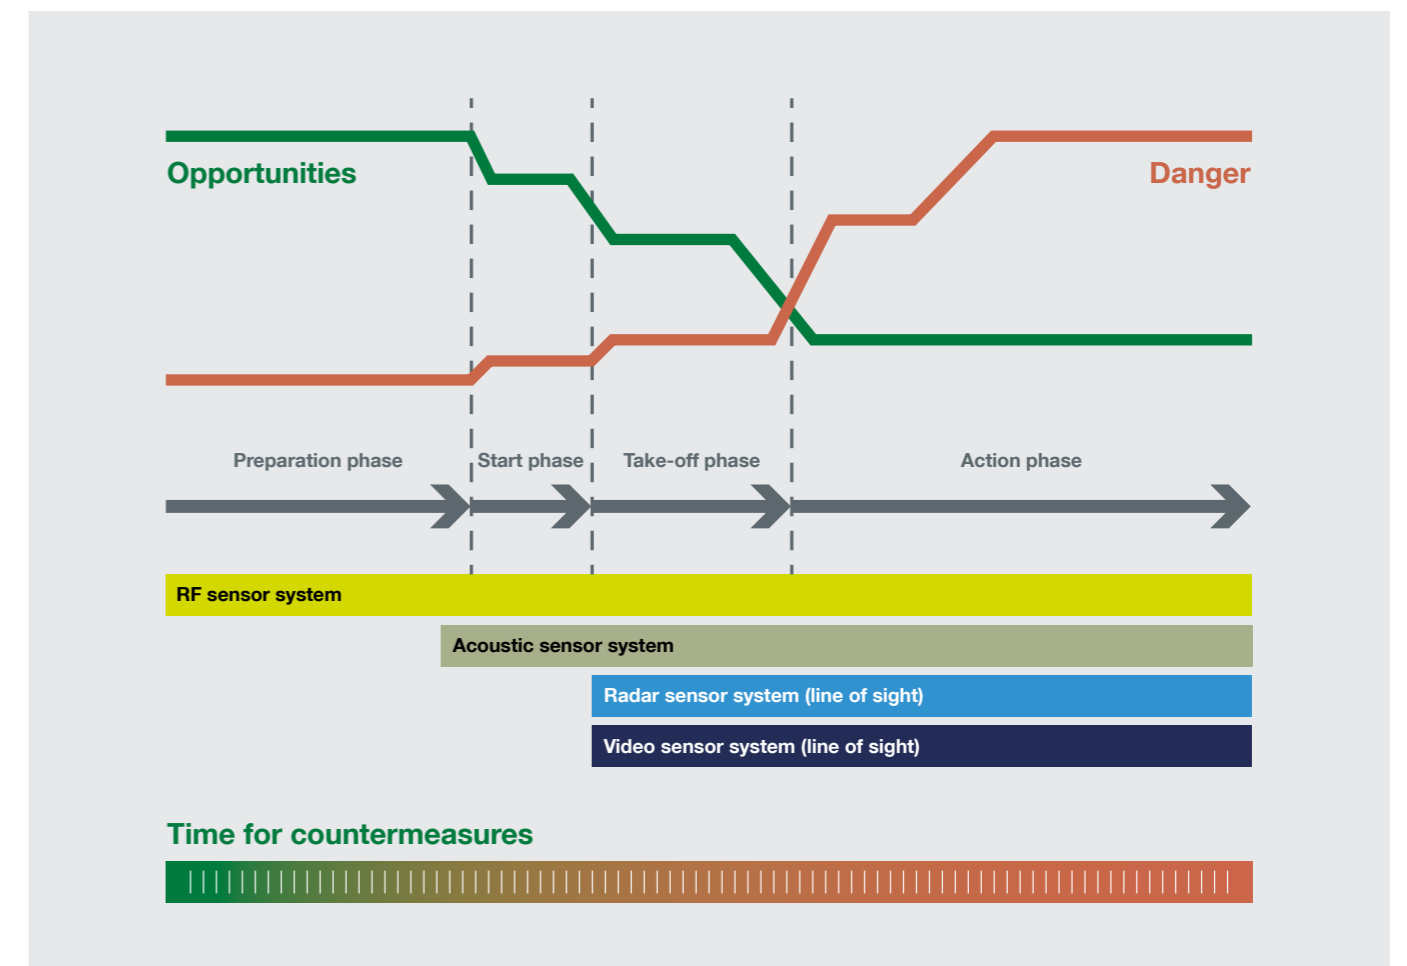 Opportunities
Danger
Preparation phase
Start phase
Take-off phase
Action phase
RF sensor system
Acoustic sensor system
Radar sensor system (line of sight)
Video sensor system (line of sight)
Time for countermeasures